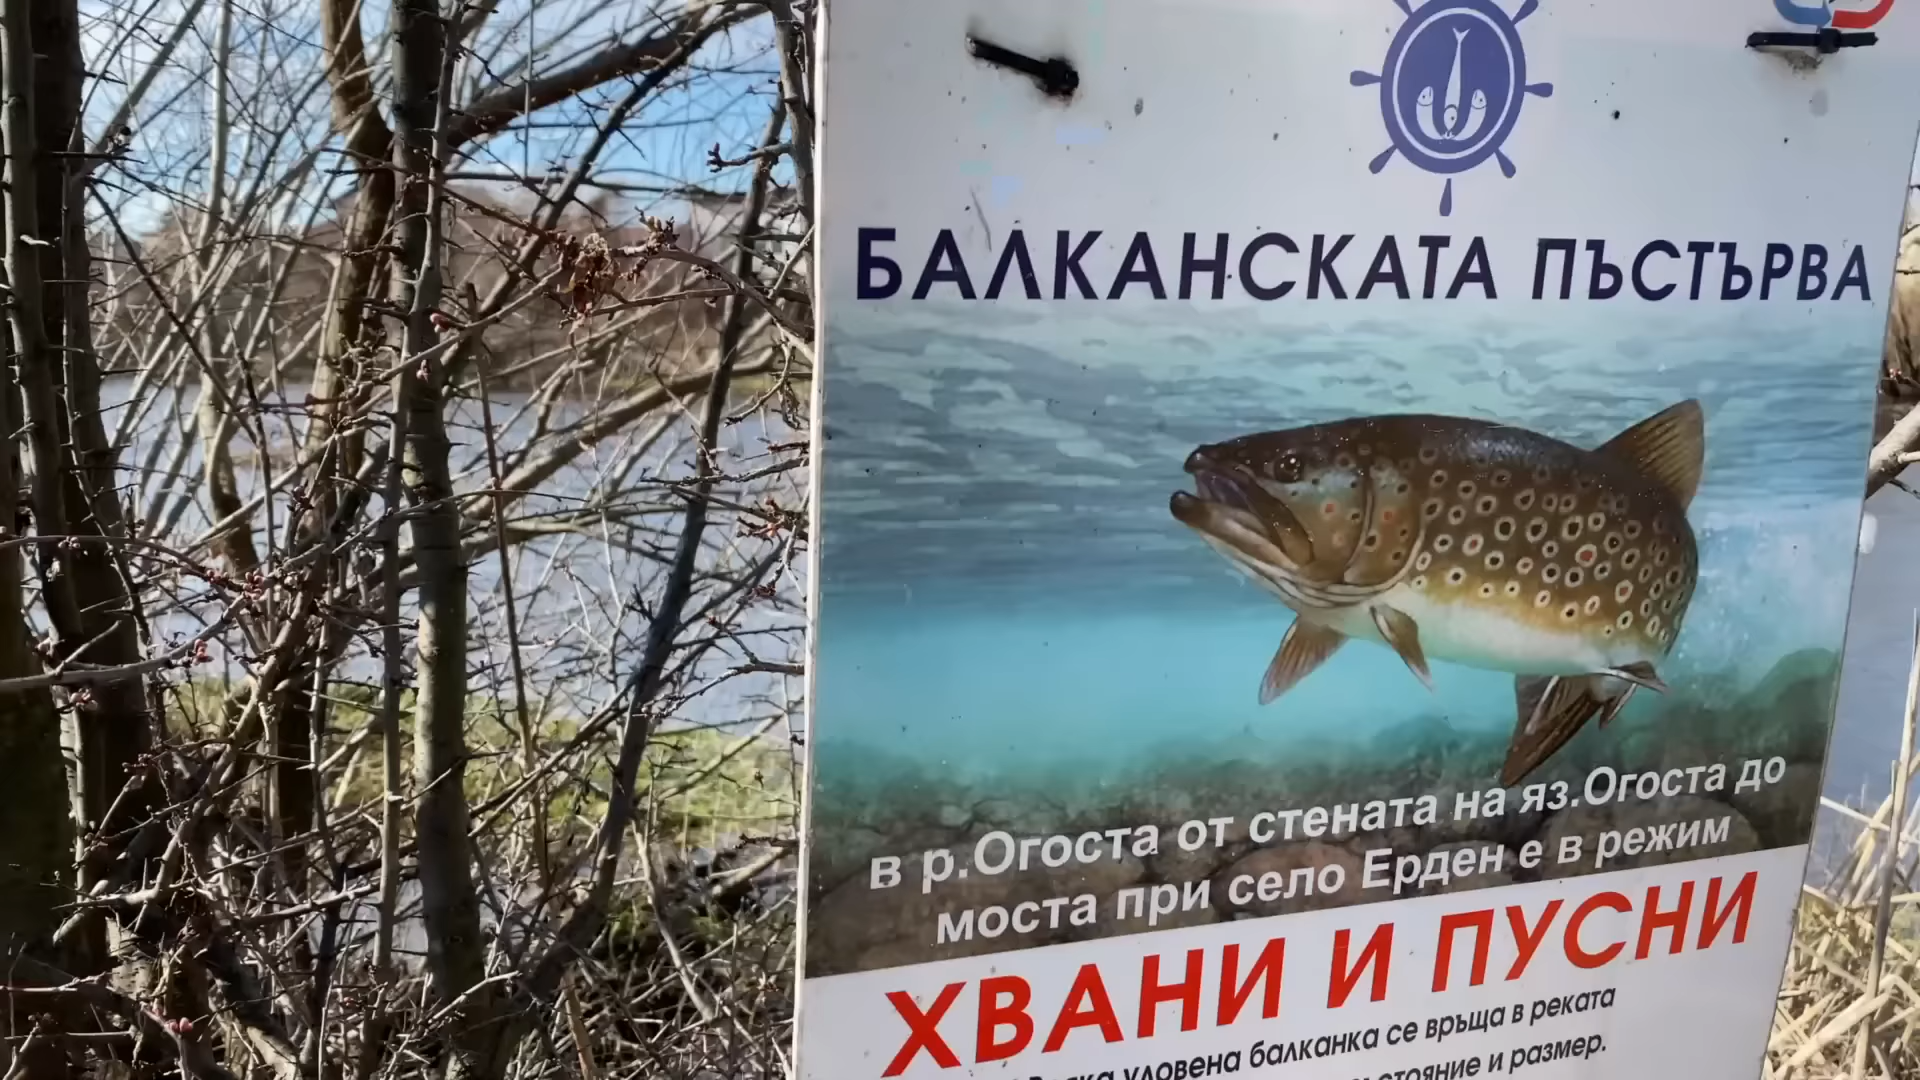 БАЛКАНСКАТА ПЪСТЪРВА
в р.Огоста от стената на яз.Огоста до
моста при село Ерден е в режим
ХВАНИ И ПУСНИ
уловена балканка се връща в реката
и размер.